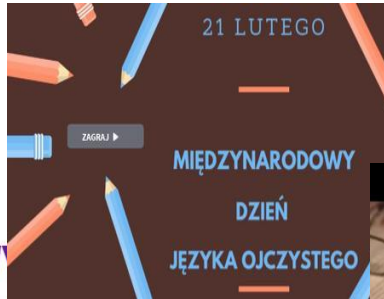 21 LUTEGO
ZAGRAJ
MIĘDZYNARODOWY
DZIEŃ
JĘZYKA OJCZYSTEGO